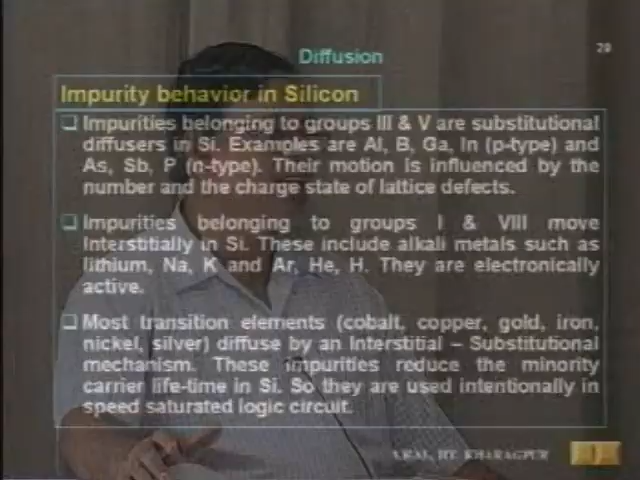 Diffusion
20
Impurity behavior in Silicon
❑ Impurities belonging to groups III & V are substitutional
diffusers in Si. Examples are Al, B, Ga, In (p-type) and
As, Sb, P (n-type). Their motion is influenced by the
number and the charge state of lattice defects.
❑ Impurities belonging to groups I & VIII move
Interstitially in Si. These include alkali metals such as
lithium, Na, K and Ar, He, H. They are electronically
active.
❑ Most transition elements (cobalt, copper, gold, iron,
nickel, silver) diffuse by an Interstitial – Substitutional
mechanism. These impurities reduce the minority
carrier life-time in Si. So they are used intentionally in
speed saturated logic circuit.
KHARAGPUR